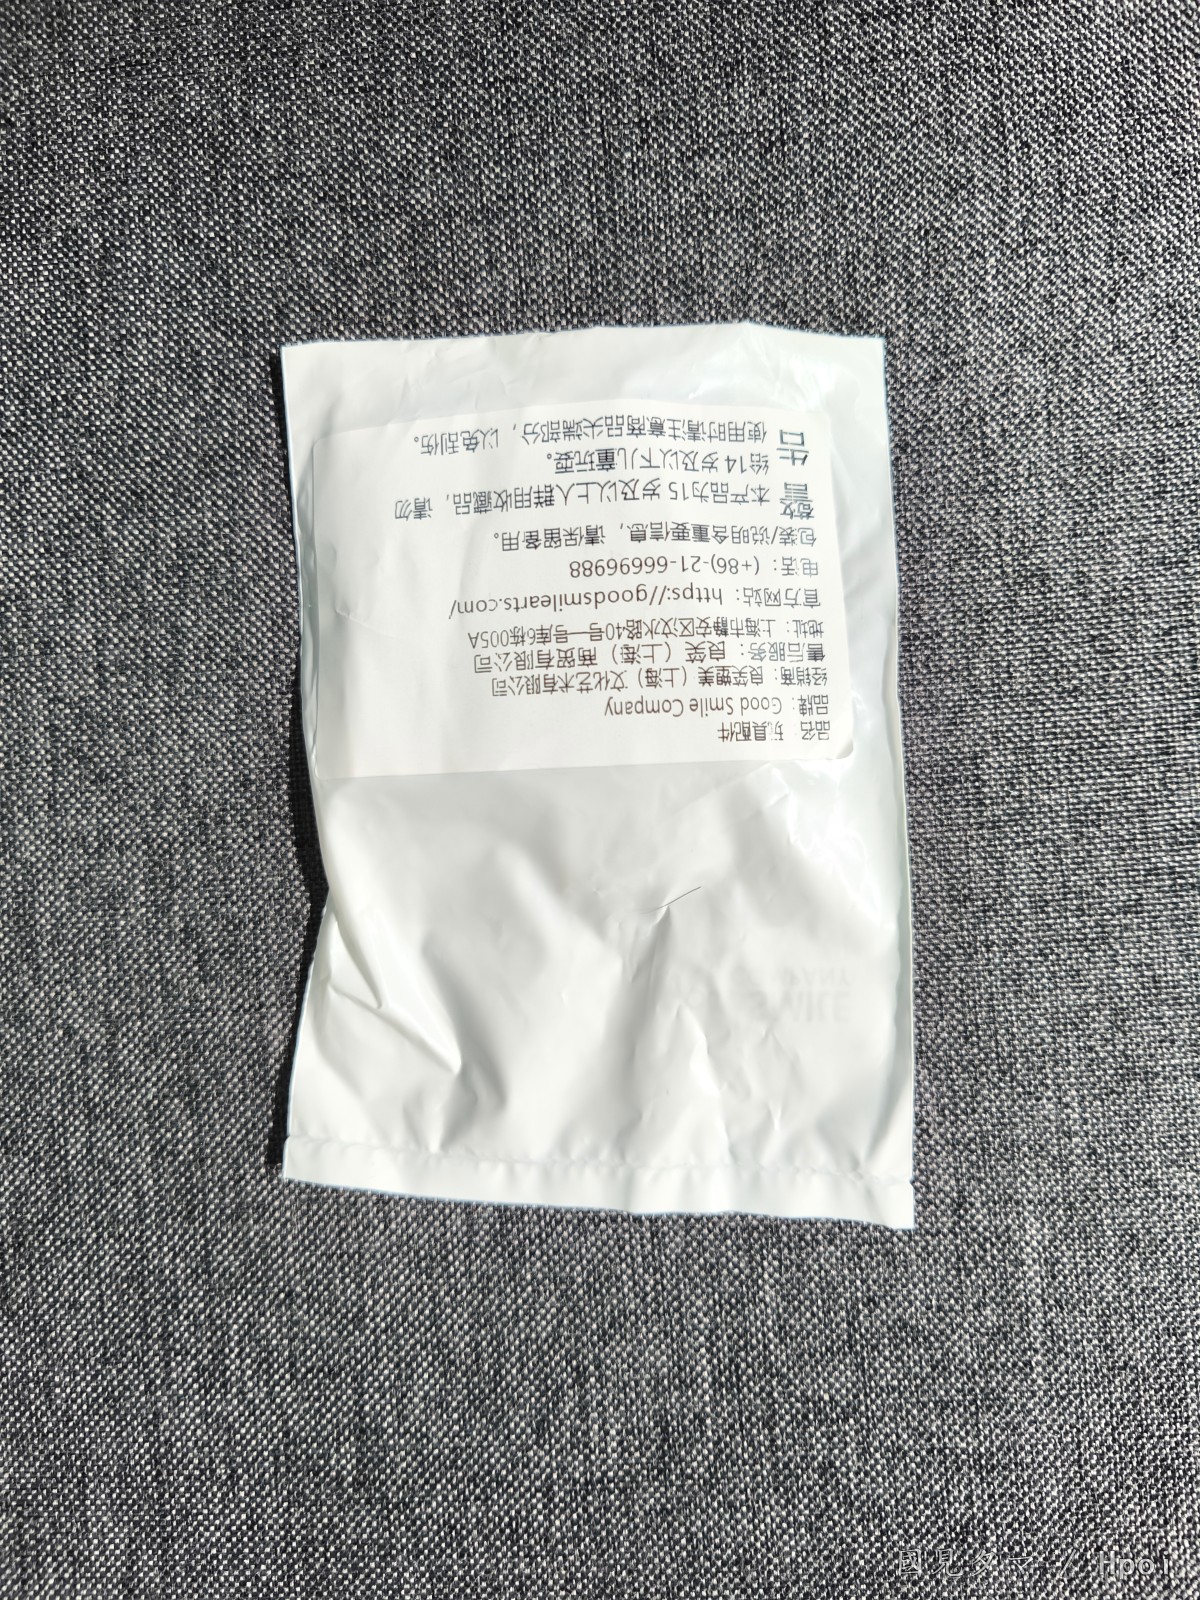 品名：玩具配件
品牌：Good Smile Company
经销商：良笑塑美（上海）文化艺术有限公司
售后服务：良笑（上海）商贸有限公司
地址：上海市静安区汶水路40号一号库6栋005A
官方网站：https://goodsmilearts.com/
电话：(+86)-21-66696988
包装/说明含重要信息，请保留备用。
警告
本产品为15岁及以上人群用收藏品，请勿
给14岁及以下儿童玩耍。
使用时请注意商品尖端部分，以免刮伤。
國見タマ / Hpoi